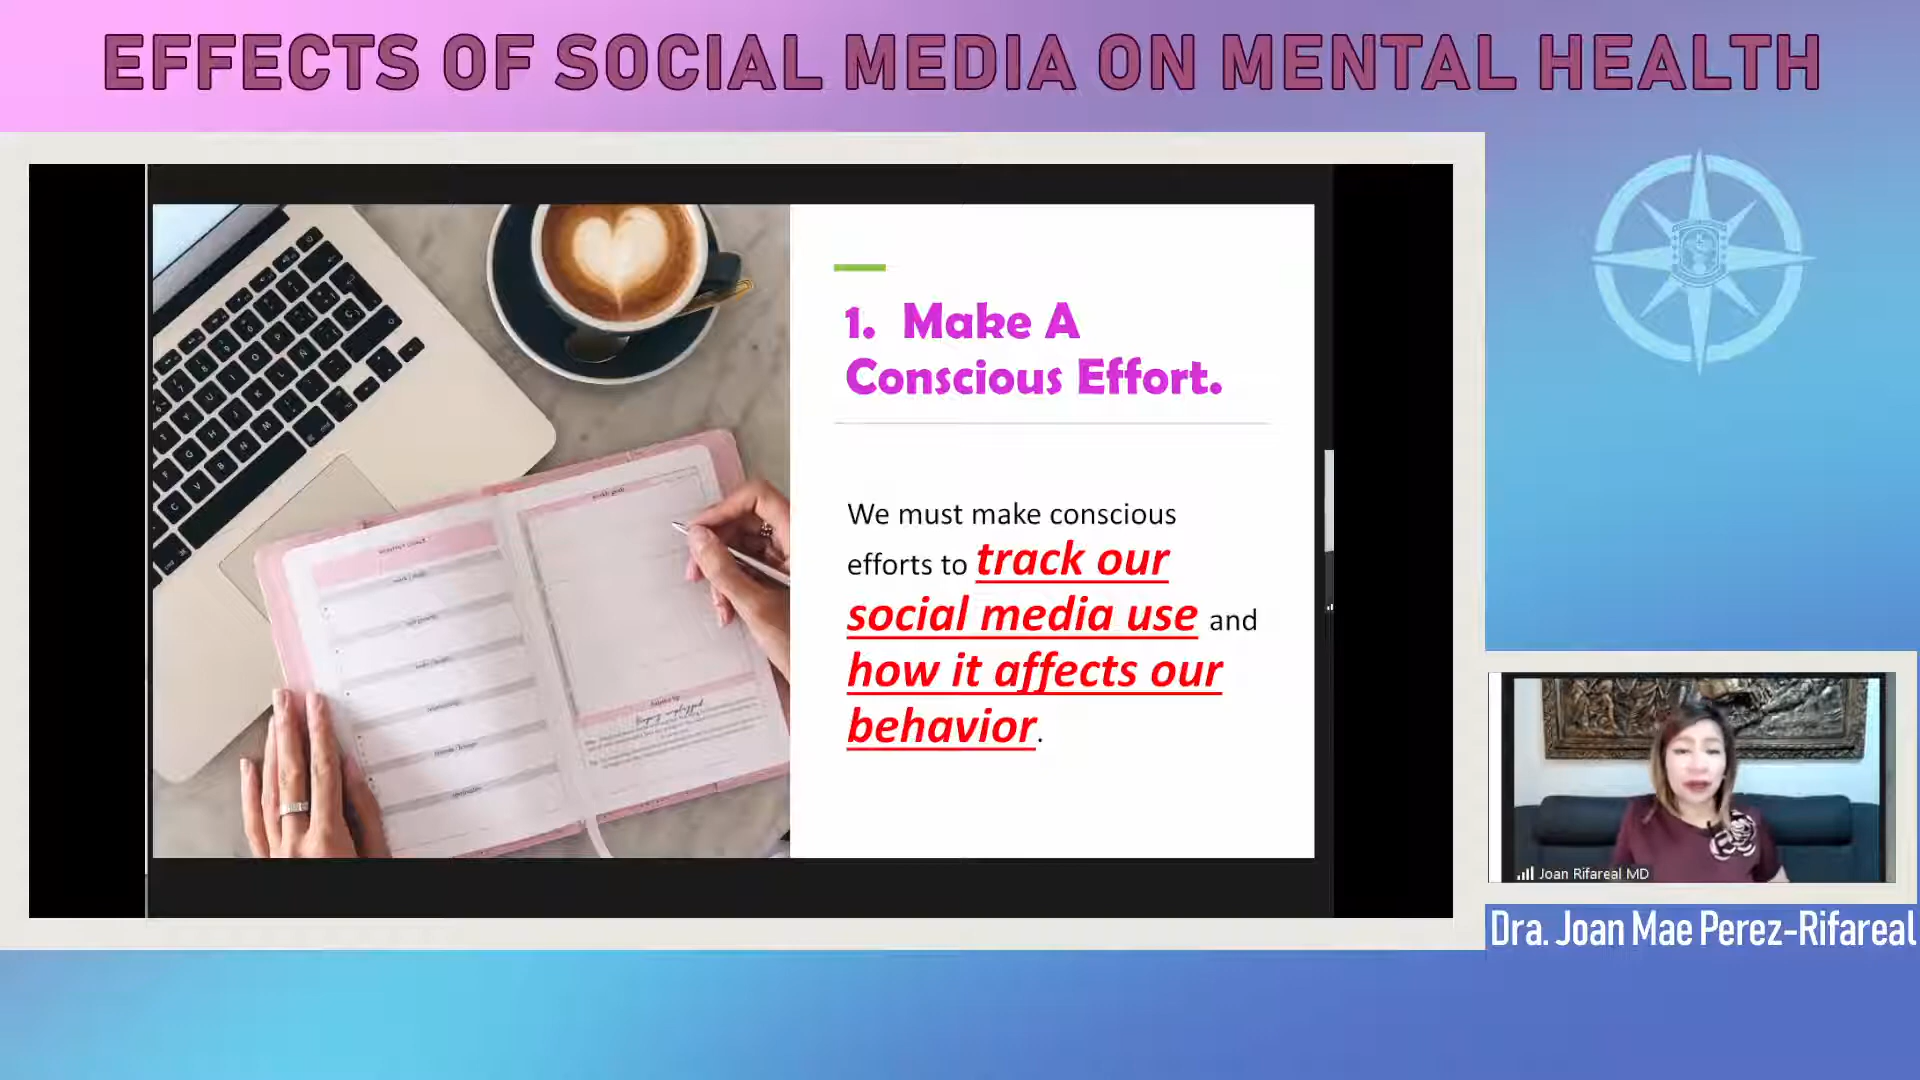 EFFECTS OF SOCIAL MEDIA ON MENTAL HEALTH
1. Make A
Conscious Effort.
We must make conscious
efforts to track our
social media use and
how it affects our
behavior.
Joan Rifareal MD
Dra. Joan Mae Perez-Rifareal